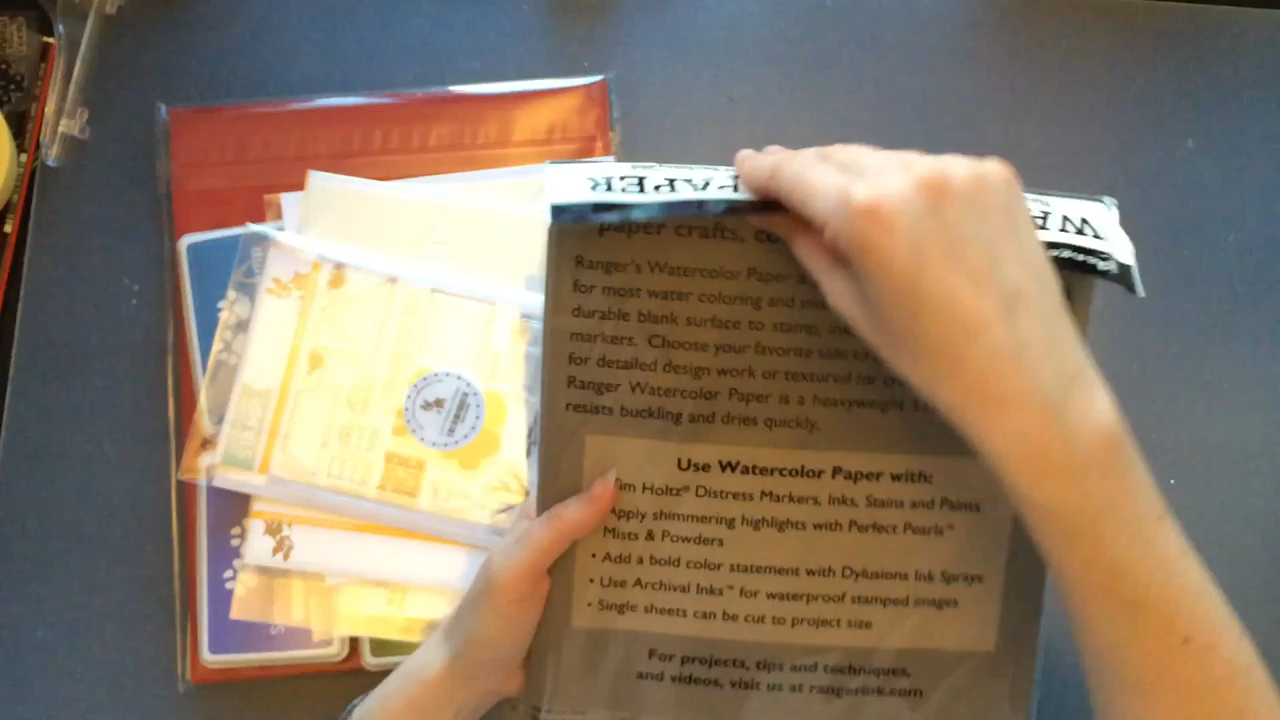 PAPER
WA
paper crafts,
Ranger's Watercolor Paper
for most water coloring and
durable blank surface to stamp,
markers. Choose your favorite side
for detailed design work or textured for
Ranger Watercolor Paper is a heavyweight
resists buckling and dries quickly.
Use Watercolor Paper with:
Tim Holtz® Distress Markers, Inks, Stains and Paints
Apply shimmering highlights with Perfect Pearls™
Mists & Powders
• Add a bold color statement with Dylusions Ink Sprays
• Use Archival Inks™ for waterproof stamped images
• Single sheets can be cut to project size
For projects, tips and techniques,
and videos, visit us at rangerink.com